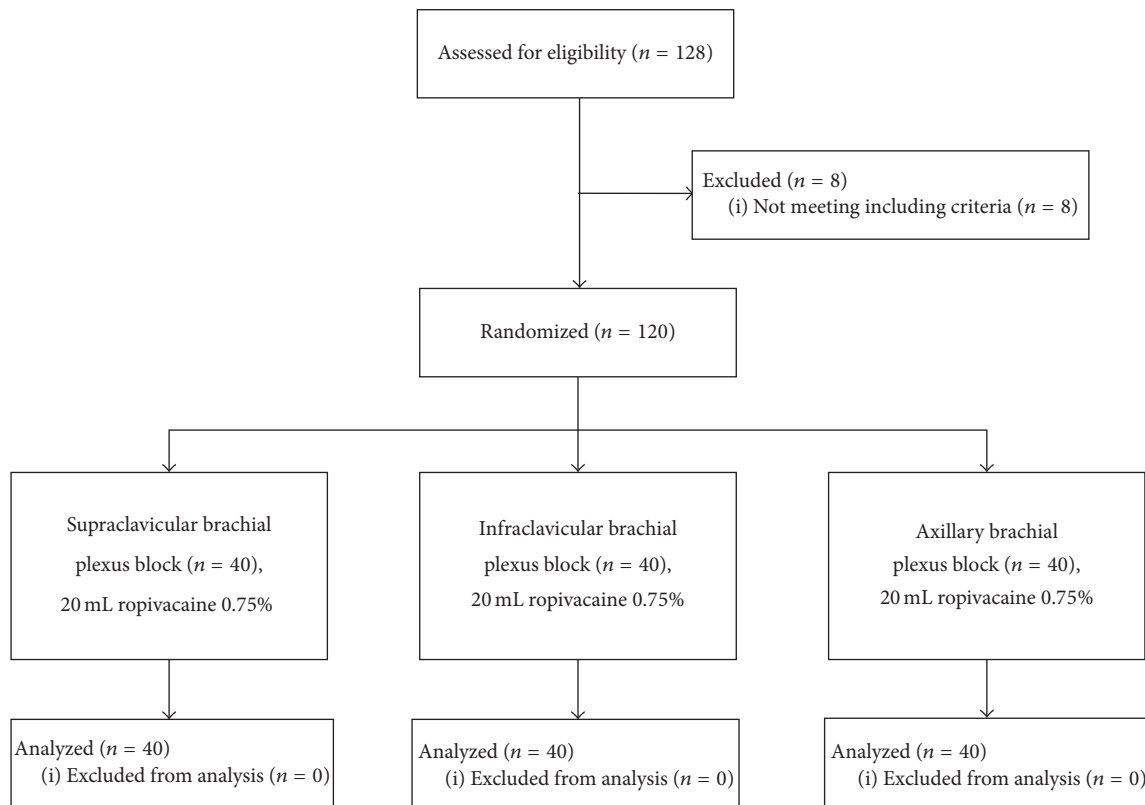 Assessed for eligibility (n = 128)
Excluded (n = 8)
(i) Not meeting including criteria (n = 8)
Randomized (n = 120)
Supraclavicular brachial
plexus block (n = 40),
20 mL ropivacaine 0.75%
Infraclavicular brachial
plexus block (n = 40),
20 mL ropivacaine 0.75%
Axillary brachial
plexus block (n = 40),
20 mL ropivacaine 0.75%
Analyzed (n = 40)
(i) Excluded from analysis (n = 0)
Analyzed (n = 40)
(i) Excluded from analysis (n = 0)
Analyzed (n = 40)
(i) Excluded from analysis (n = 0)